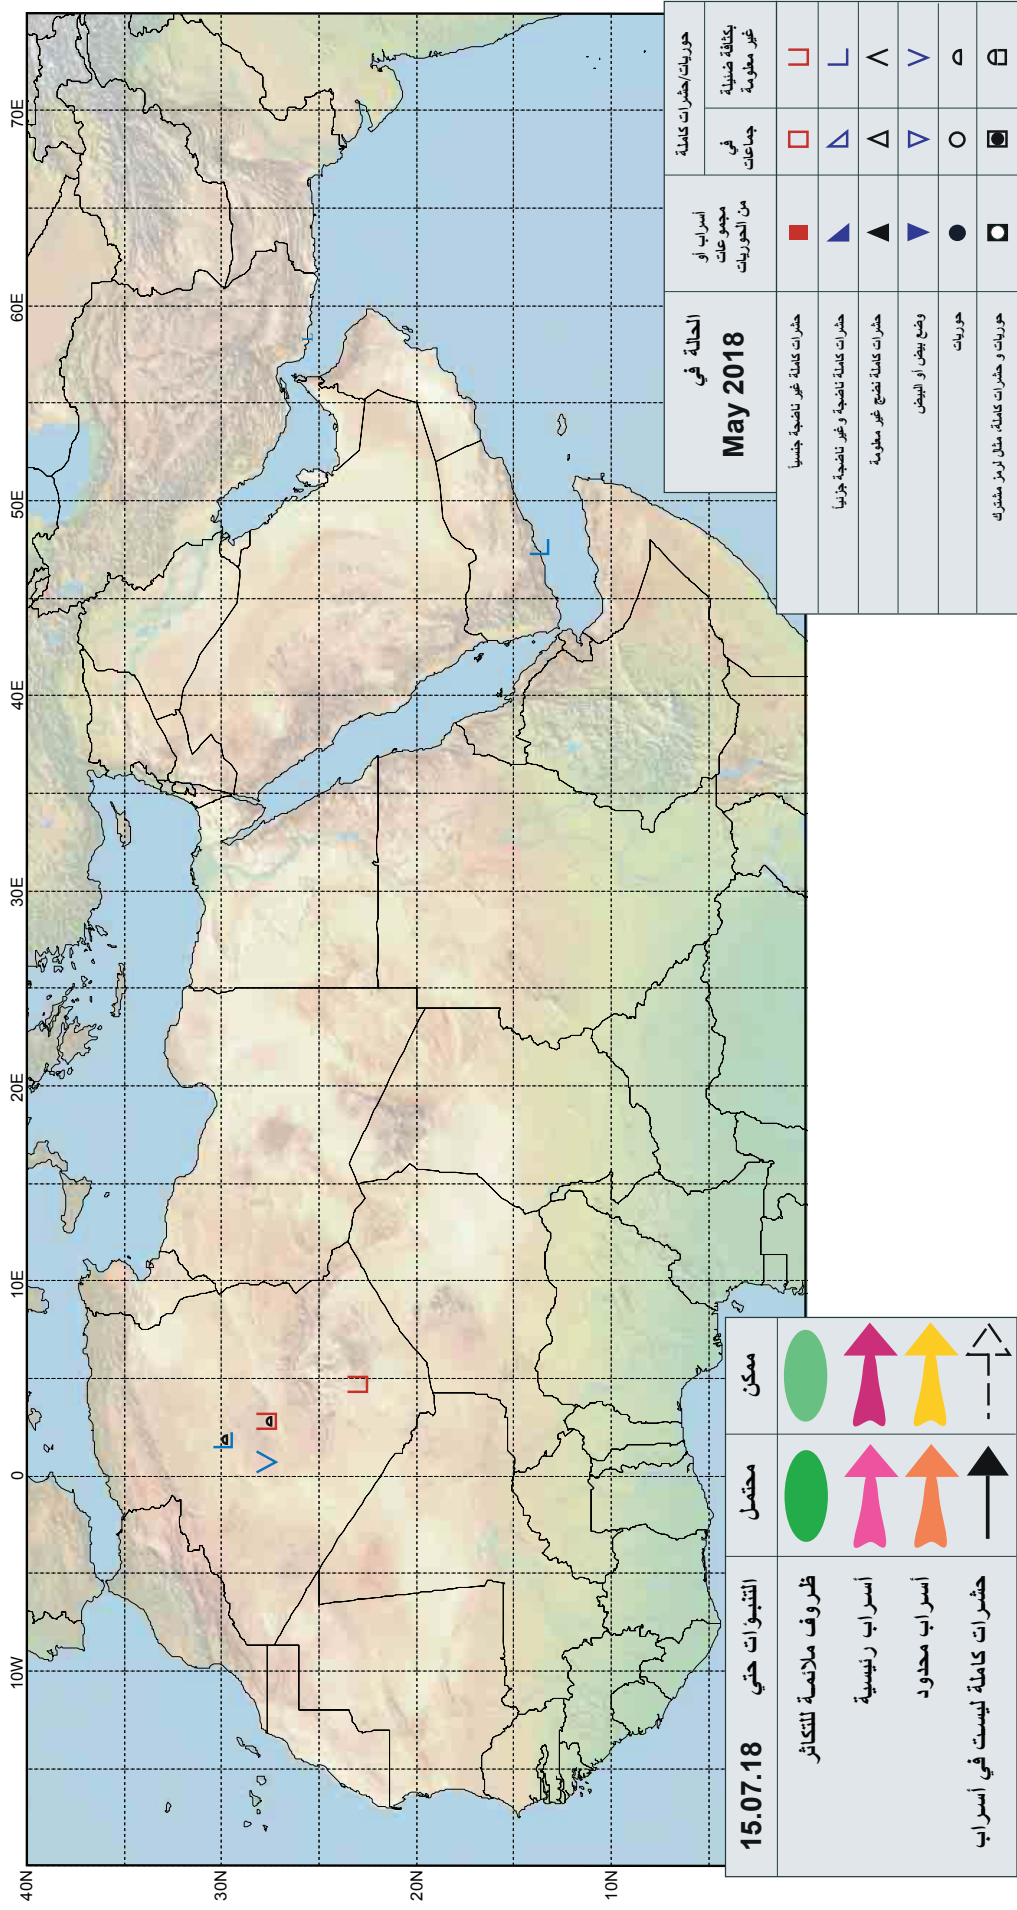 40N
30N
20N
10N
10W
0
10E
20E
30E
40E
50E
60E
70E
التنبؤات حتي
15.07.18
محتمل
ممكن
ظروف ملائمة للتكاثر
أسراب رئيسية
أسراب محدود
حشرات كاملة ليست في أسراب
الحالة في
May 2018
أسراب أو
مجموعات
من الحوريات
حوريات/حشرات كاملة
في
جماعات
بكثافة ضئيلة
غير معلومة
حشرات كاملة غير ناضجة جنسياً
حشرات كاملة ناضجة و غير ناضجة جزئياً
حشرات كاملة نضج غير معلومة
وضع بيض أو البيض
حوريات
حوريات و حشرات كاملة، مثال لرمز مشترك